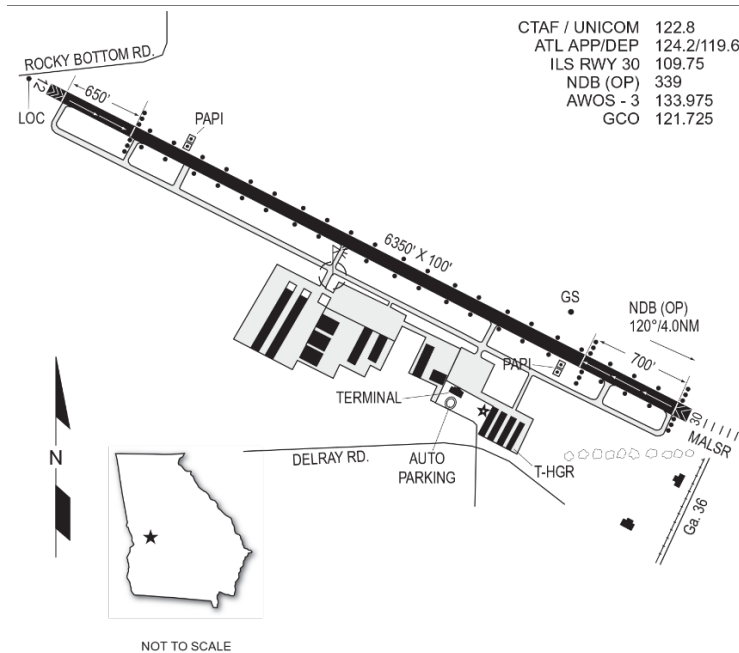 CTAF / UNICOM 122.8
ATL APP/DEP 124.2/119.6
ILS RWY 30 109.75
NDB (OP) 339
AWOS - 3 133.975
GCO 121.725
ROCKY BOTTOM RD.
650'
LOC
PAPI
6350' X 100'
GS
NDB (OP)
120°/4.0NM
700'
PAPI
TERMINAL
30
MALSR
N
DELRAY RD.
AUTO
PARKING
T-HGR
Ga. 36
NOT TO SCALE